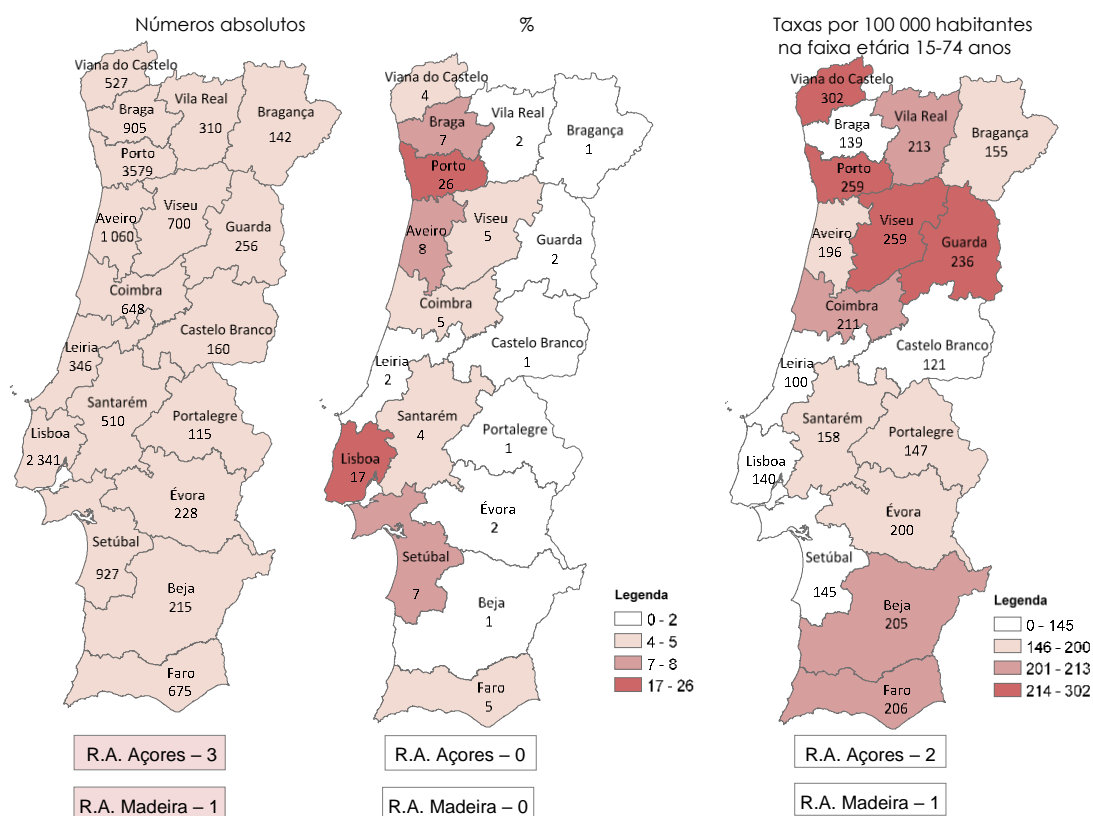 Números absolutos
Viana do Castelo
527
Braga
905
Vila Real
310
Bragança
142
Porto
3579
Aveiro
1 060
Viseu
700
Guarda
256
Coimbra
648
Castelo Branco
160
Leiria
346
Santarém
510
Portalegre
115
Lisboa
2 341
Évora
228
Setúbal
927
Beja
215
Faro
675
R.A. Açores – 3
R.A. Madeira – 1
%
Viana do Castelo
4
Braga
7
Vila Real
2
Bragança
1
Porto
26
Aveiro
8
Viseu
5
Guarda
2
Coimbra
5
Castelo Branco
1
Leiria
2
Santarém
4
Portalegre
1
Lisboa
17
Évora
2
Setúbal
7
Beja
1
Faro
5
Legenda
0 - 2
4 - 5
7 - 8
17 - 26
R.A. Açores – 0
R.A. Madeira – 0
Taxas por 100 000 habitantes
na faixa etária 15-74 anos
Viana do Castelo
302
Braga
139
Vila Real
213
Bragança
155
Porto
259
Aveiro
196
Viseu
259
Guarda
236
Coimbra
211
Castelo Branco
121
Leiria
100
Santarém
158
Portalegre
147
Lisboa
140
Évora
200
Setúbal
145
Beja
205
Faro
206
Legenda
0 - 145
146 - 200
201 - 213
214 - 302
R.A. Açores – 2
R.A. Madeira – 1